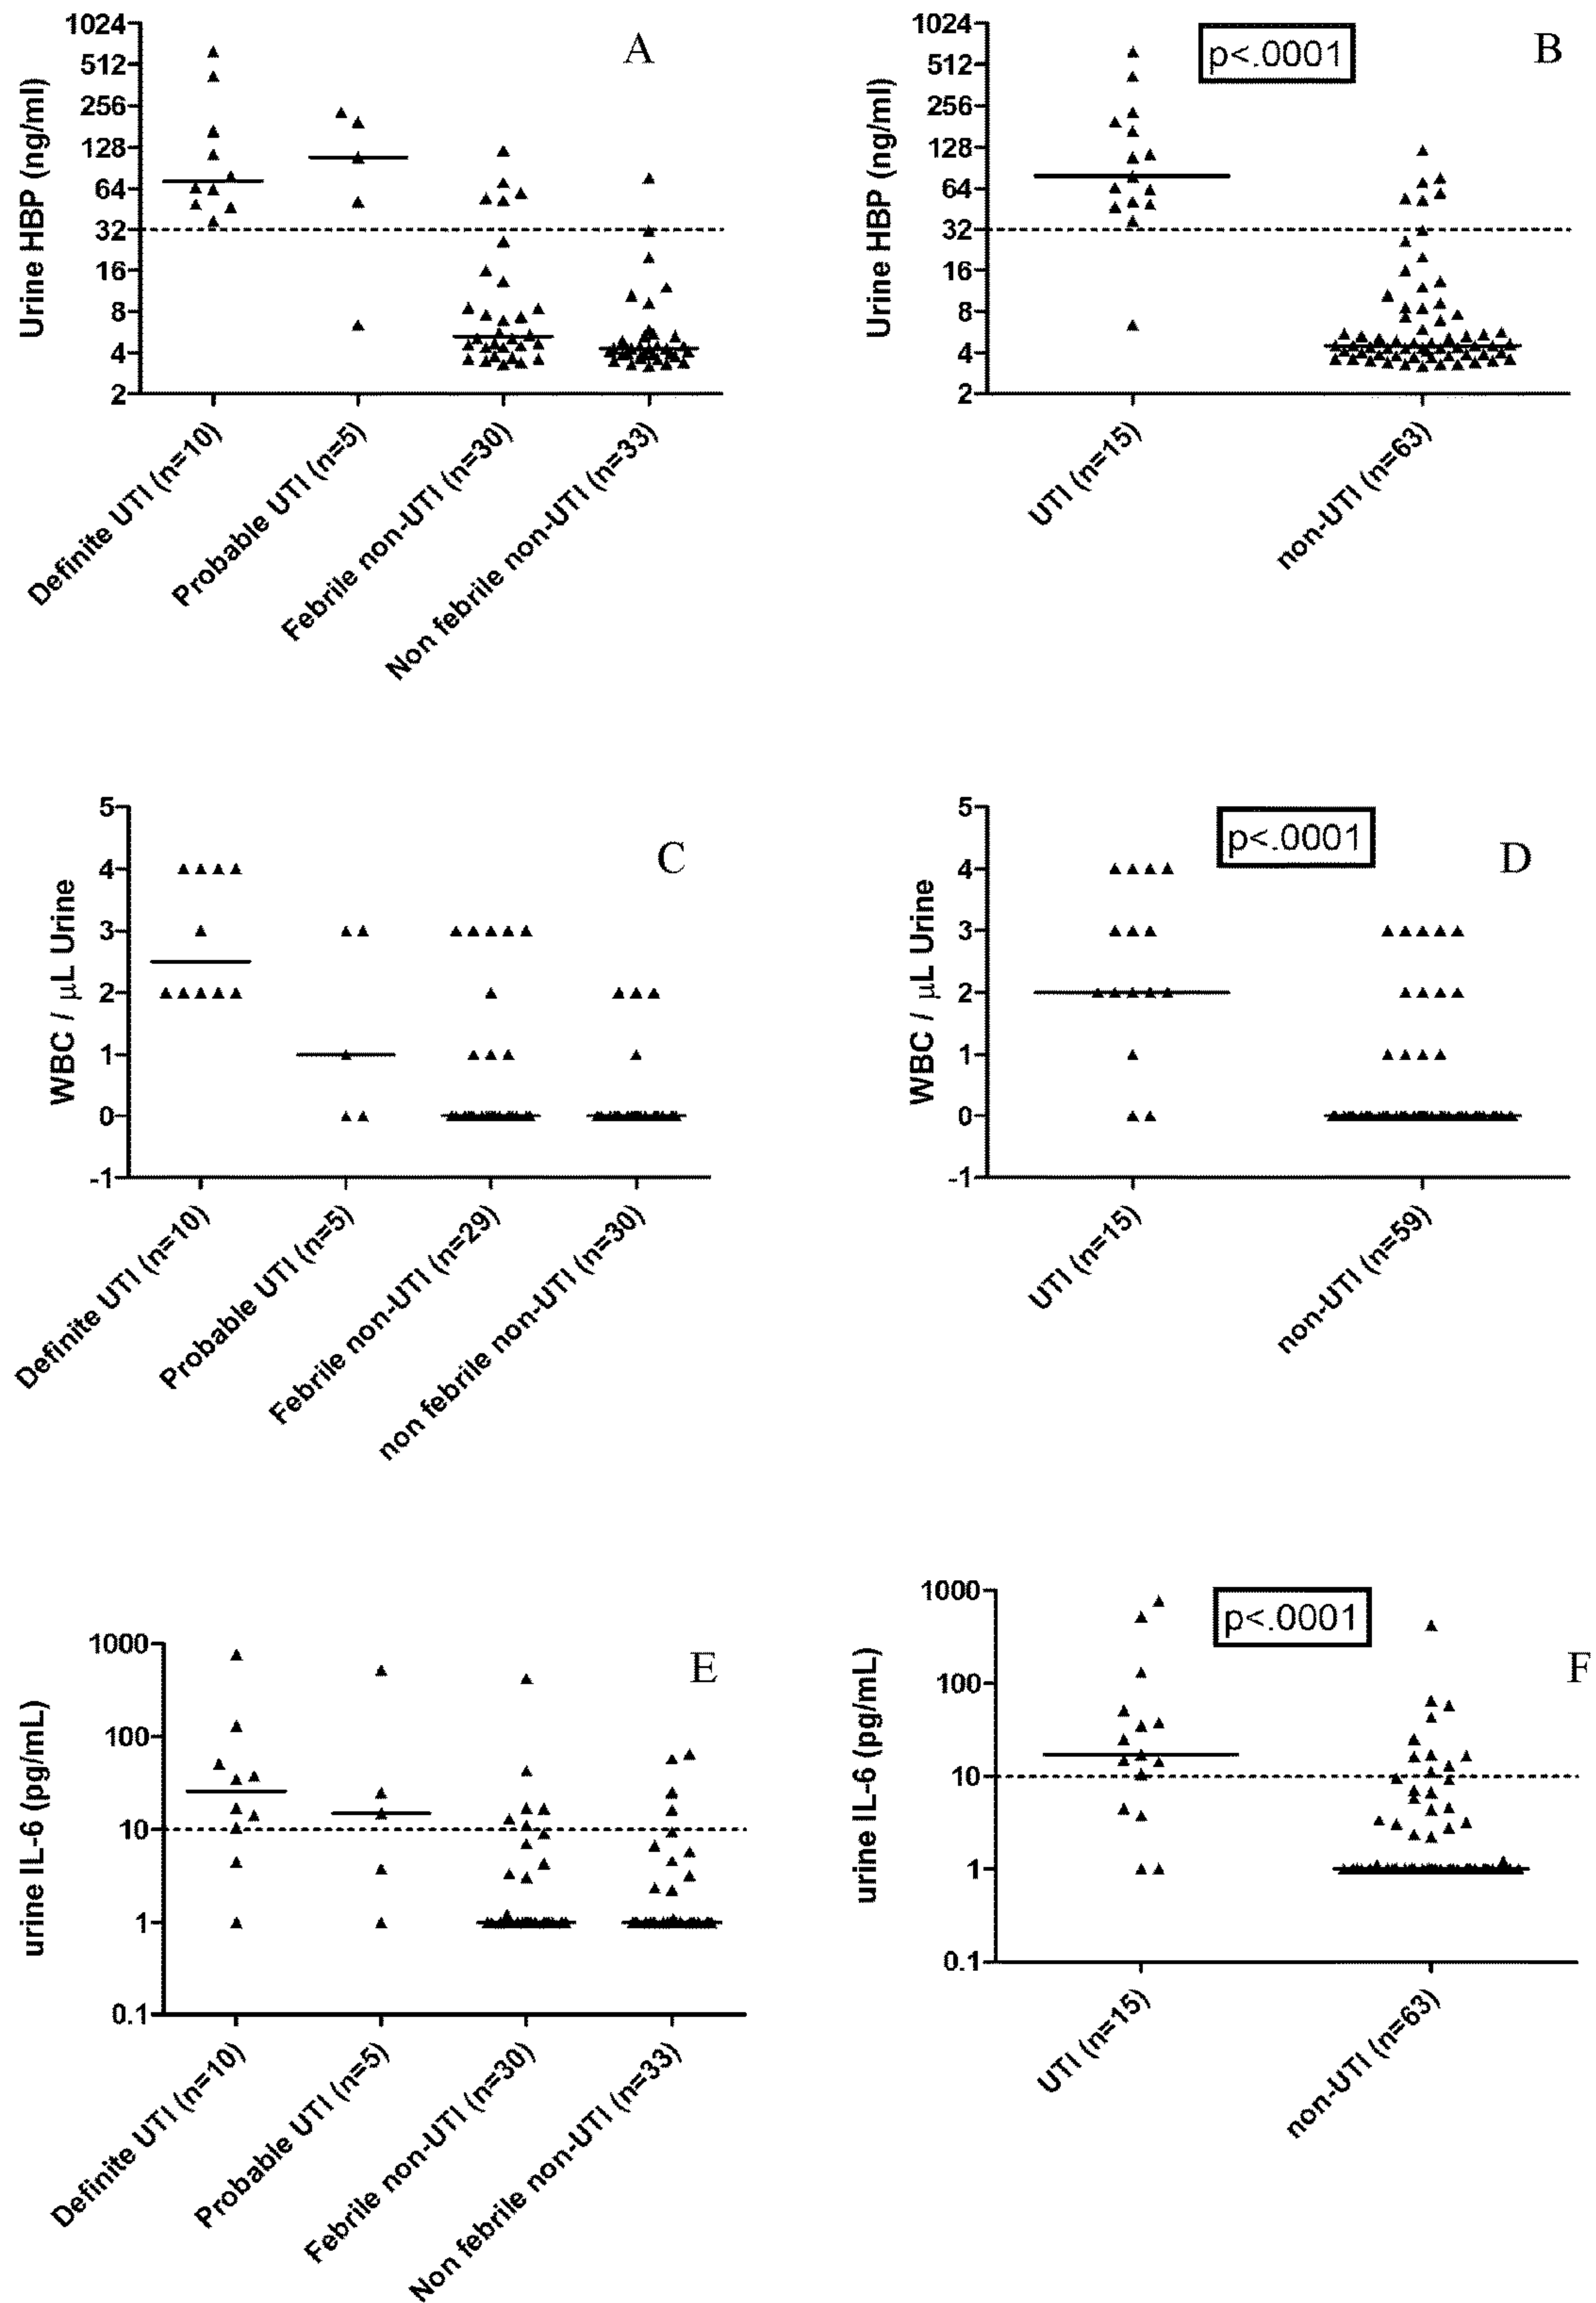 A
Urine HBP (ng/ml)
1024
512
256
128
64
32
16
8
4
2
Definite UTI (n=10)
Probable UTI (n=5)
Febrile non-UTI (n=30)
Non febrile non-UTI (n=33)
B
p<.0001
Urine HBP (ng/ml)
1024
512
256
128
64
32
16
8
4
2
UTI (n=15)
non-UTI (n=63)
C
WBC / μL Urine
5
4
3
2
1
0
-1
Definite UTI (n=10)
Probable UTI (n=5)
Febrile non-UTI (n=29)
non febrile non-UTI (n=30)
D
p<.0001
WBC / μL Urine
5
4
3
2
1
0
-1
UTI (n=15)
non-UTI (n=59)
E
urine IL-6 (pg/mL)
1000
100
10
1
0.1
Definite UTI (n=10)
Probable UTI (n=5)
Febrile non-UTI (n=30)
Non febrile non-UTI (n=33)
F
p<.0001
urine IL-6 (pg/mL)
1000
100
10
1
0.1
UTI (n=15)
non-UTI (n=63)